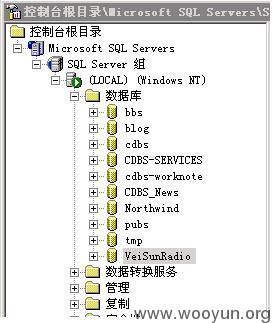 控制台根目录\Microsoft SQL Servers\S
控制台根目录
Microsoft SQL Servers
SQL Server 组
(LOCAL) (Windows NT)
数据库
bbs
blog
cdbs
CDBS-SERVICES
cdbs-worknote
CDBS_News
Northwind
pubs
tmp
VeiSunRadio
数据转换服务
管理
复制
www.wooyun.org